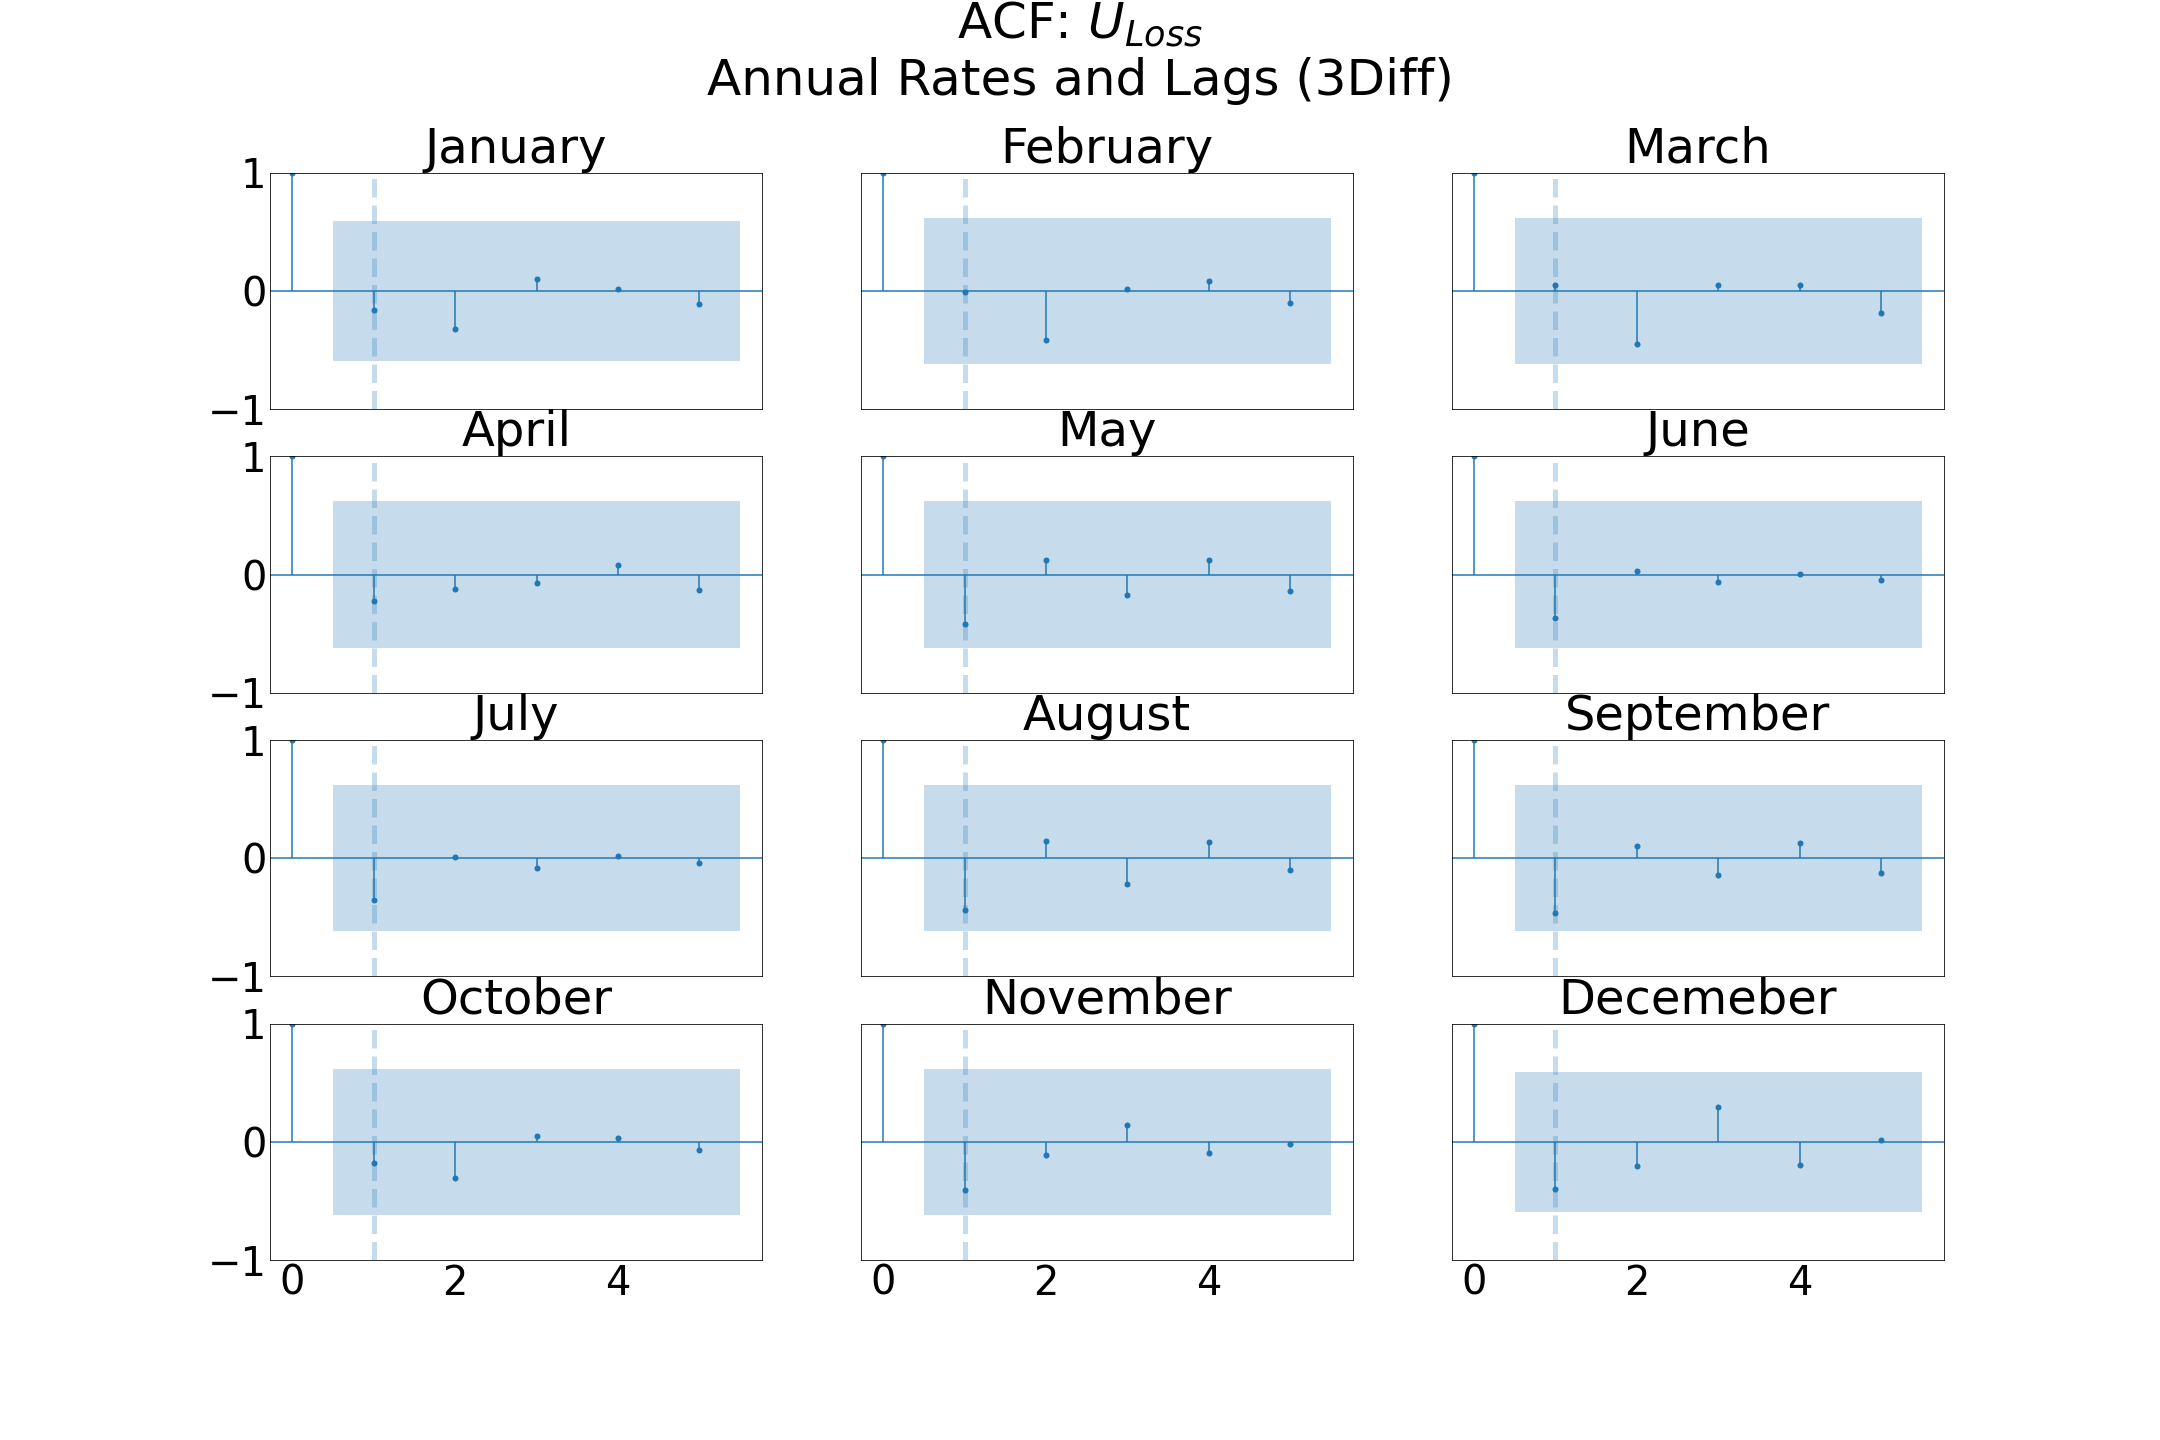 ACF: U_Loss
Annual Rates and Lags (3Diff)
January February March
1
0
−1
April May June
1
0
−1
July August September
1
0
−1
October November Decemeber
1
0
−1
0 2 4 0 2 4 0 2 4